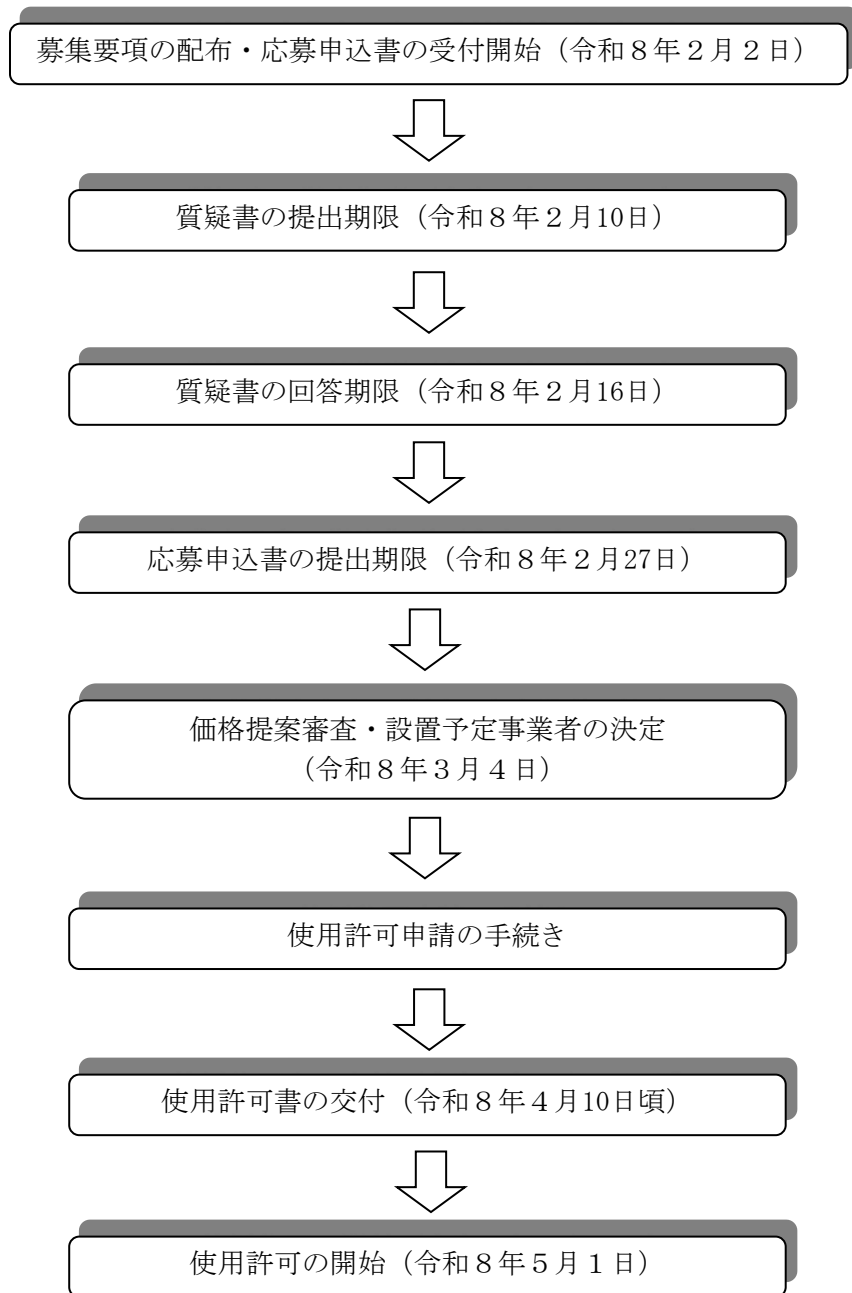 募集要項の配布・応募申込書の受付開始（令和８年２月２日）
質疑書の提出期限（令和８年２月10日）
質疑書の回答期限（令和８年２月16日）
応募申込書の提出期限（令和８年２月27日）
価格提案審査・設置予定事業者の決定
（令和８年３月４日）
使用許可申請の手続き
使用許可書の交付（令和８年４月10日頃）
使用許可の開始（令和８年５月１日）